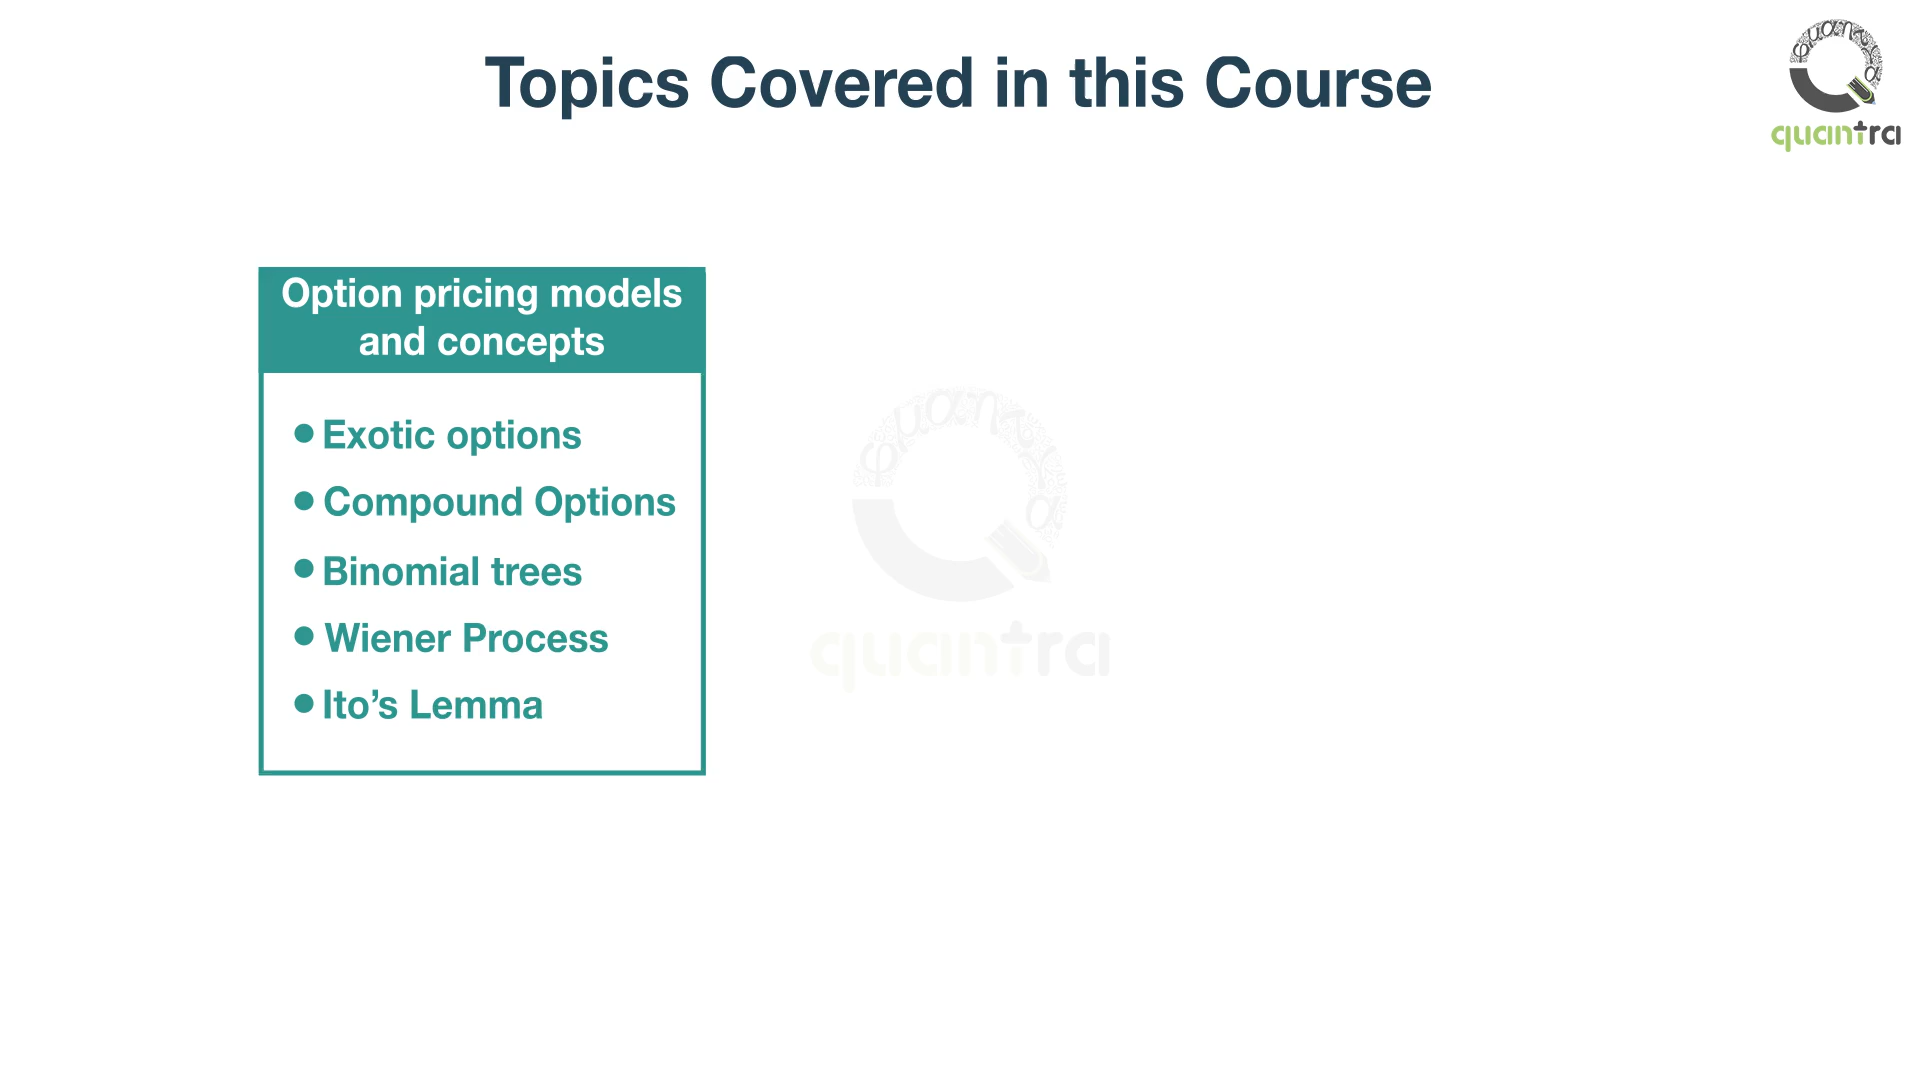 Topics Covered in this Course
quantra
Option pricing models
and concepts
• Exotic options
• Compound Options
• Binomial trees
• Wiener Process
• Ito’s Lemma
quantra